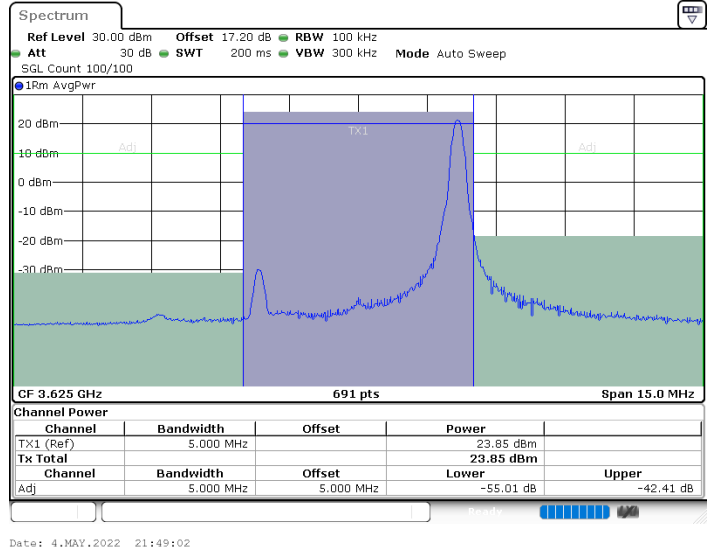 Spectrum
Ref Level 30.00 dBm Offset 17.20 dB RBW 100 kHz
Att 30 dB SWT 200 ms VBW 300 kHz Mode Auto Sweep
SGL Count 100/100
1Rm AvgPwr
20 dBm
TX1
10 dBm
Adj
Adj
0 dBm
-10 dBm
-20 dBm
-30 dBm
CF 3.625 GHz 691 pts Span 15.0 MHz
Channel Power
Channel Bandwidth Offset Power
TX1 (Ref) 5.000 MHz 23.85 dBm
Tx Total 23.85 dBm
Channel Bandwidth Offset Lower Upper
Adj 5.000 MHz 5.000 MHz -55.01 dB -42.41 dB
Ready
Date: 4.MAY.2022 21:49:02